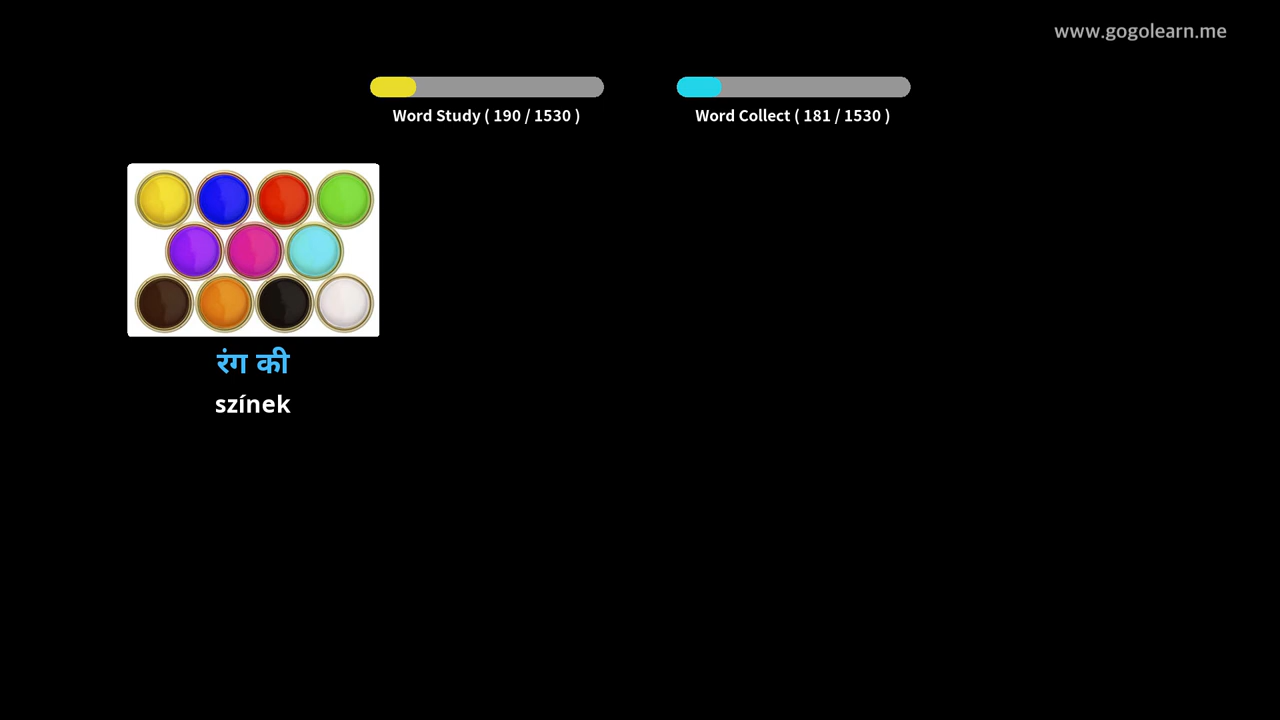 www.gogolearn.me
Word Study ( 190 / 1530 )
Word Collect ( 181 / 1530 )
रंग की
színek